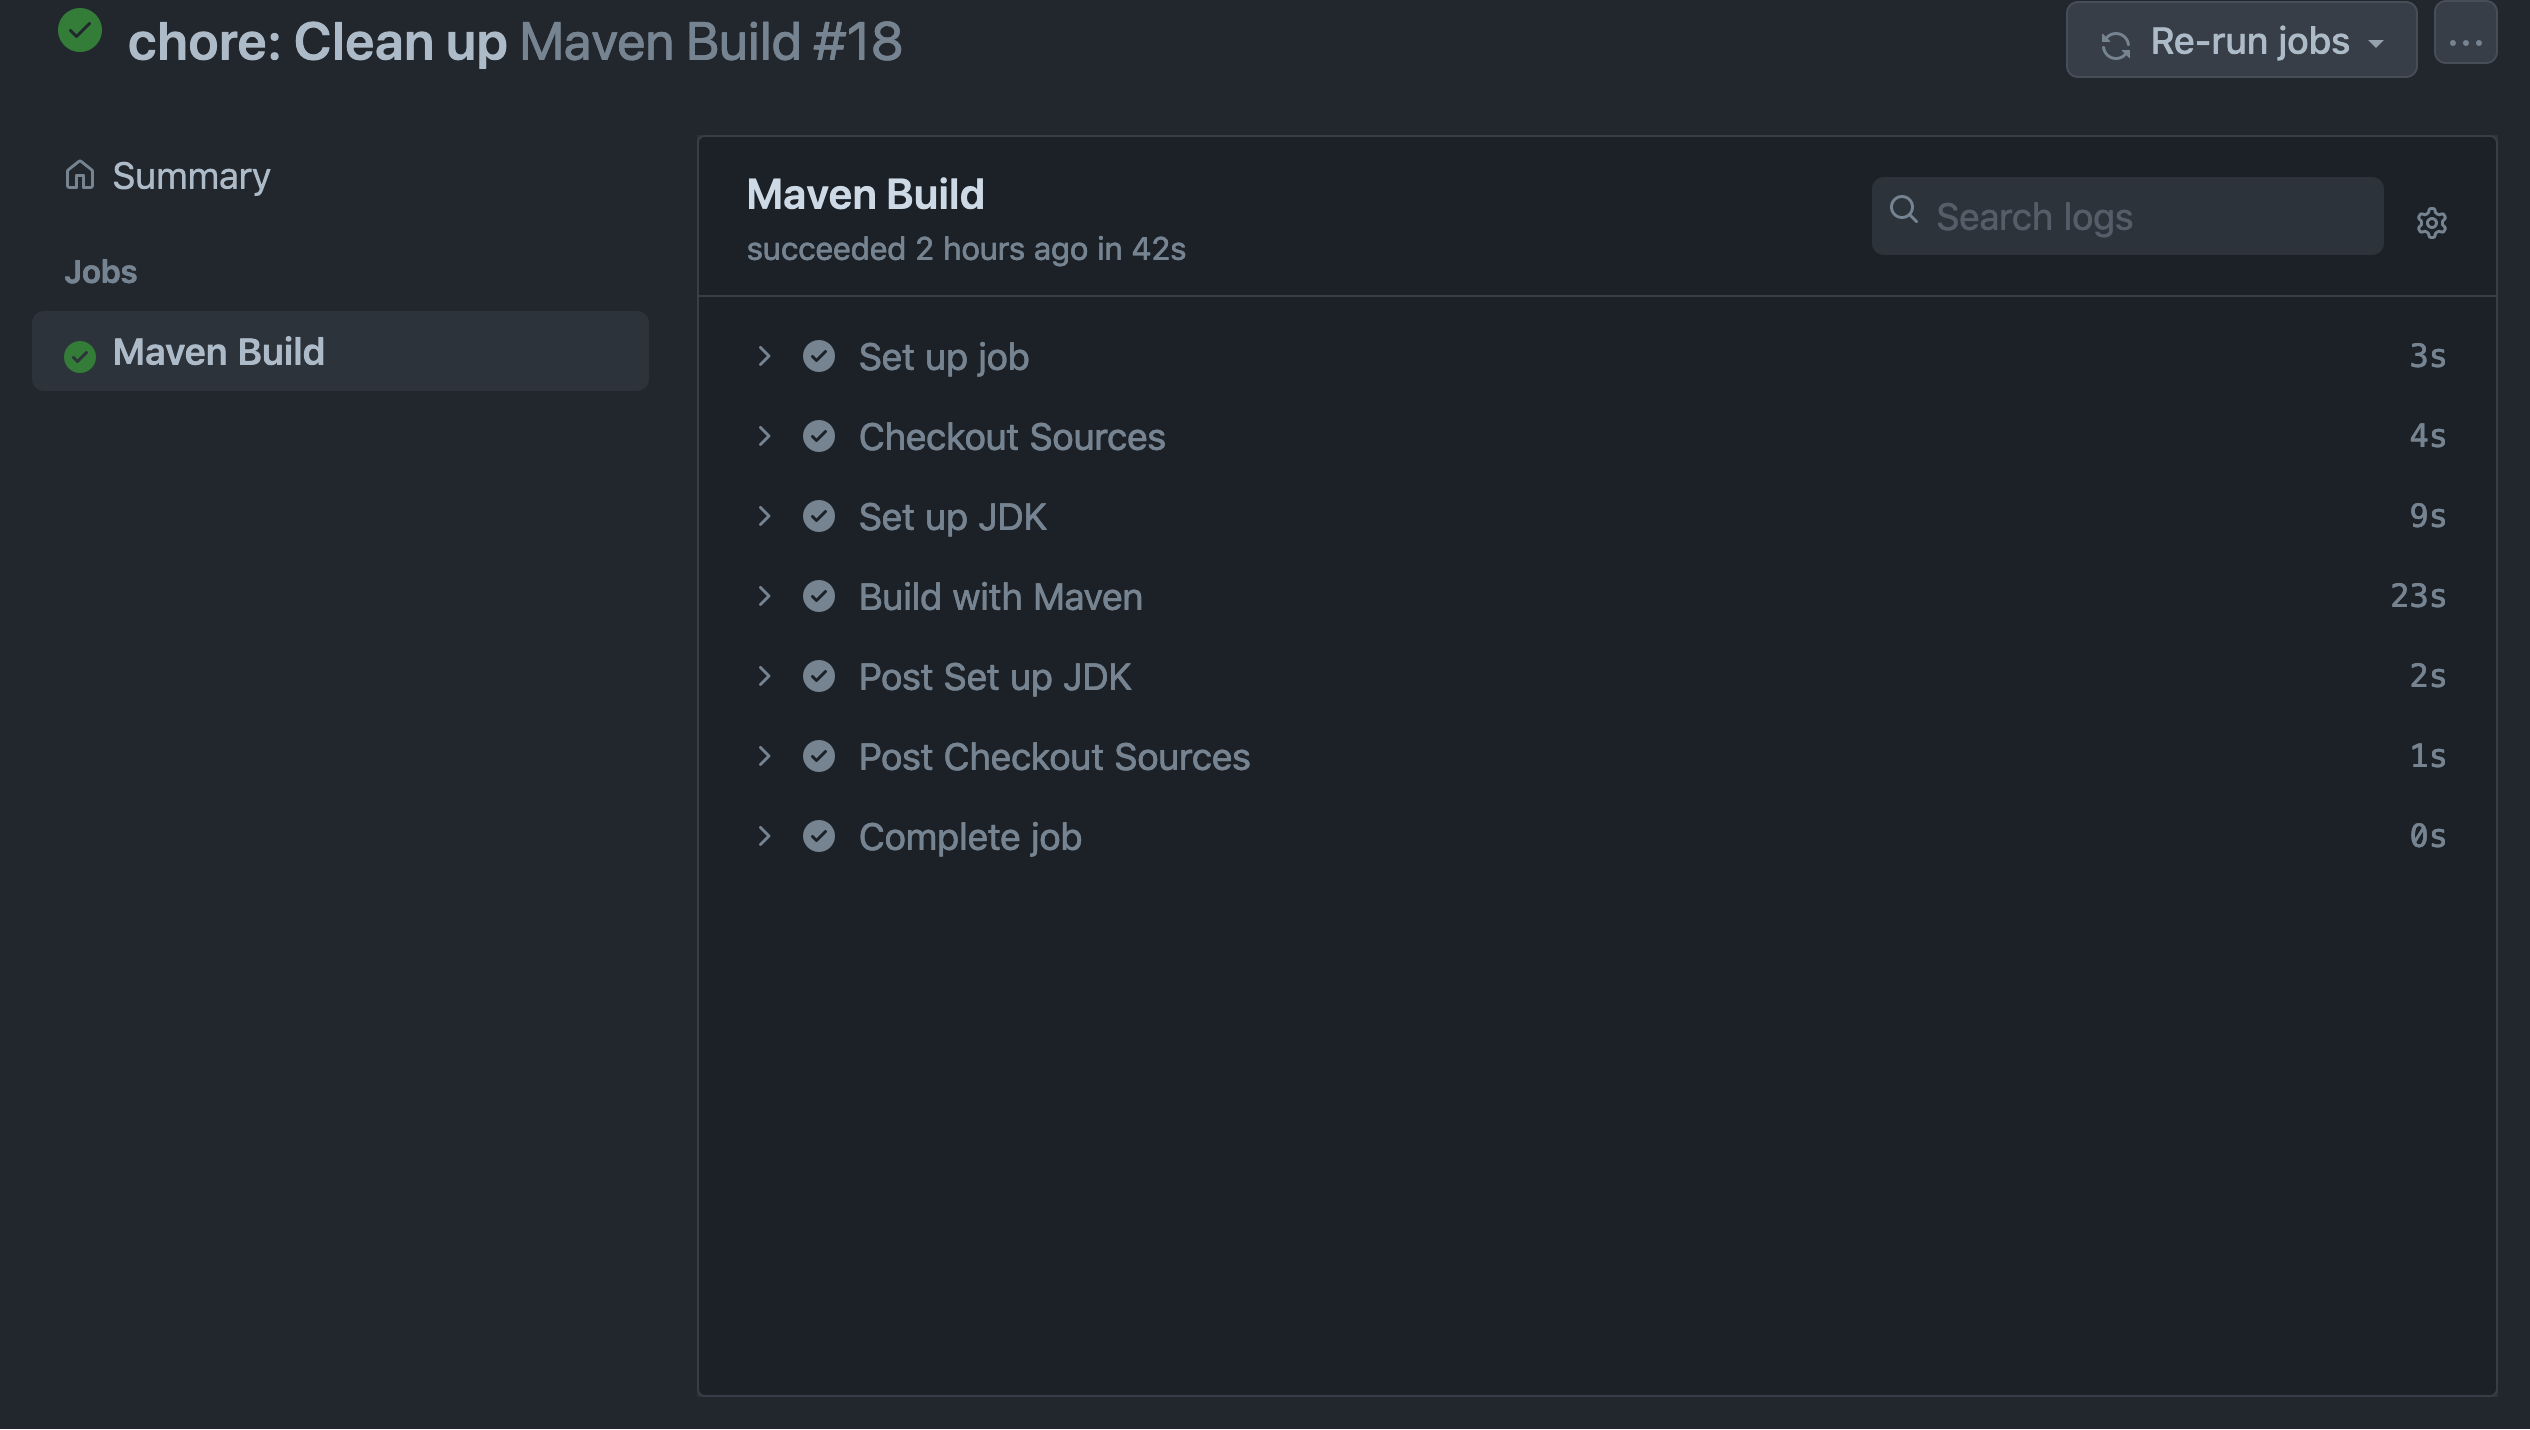 chore: Clean up Maven Build #18
Re-run jobs
Summary
Jobs
Maven Build
Maven Build
succeeded 2 hours ago in 42s
Search logs
Set up job 3s
Checkout Sources 4s
Set up JDK 9s
Build with Maven 23s
Post Set up JDK 2s
Post Checkout Sources 1s
Complete job 0s